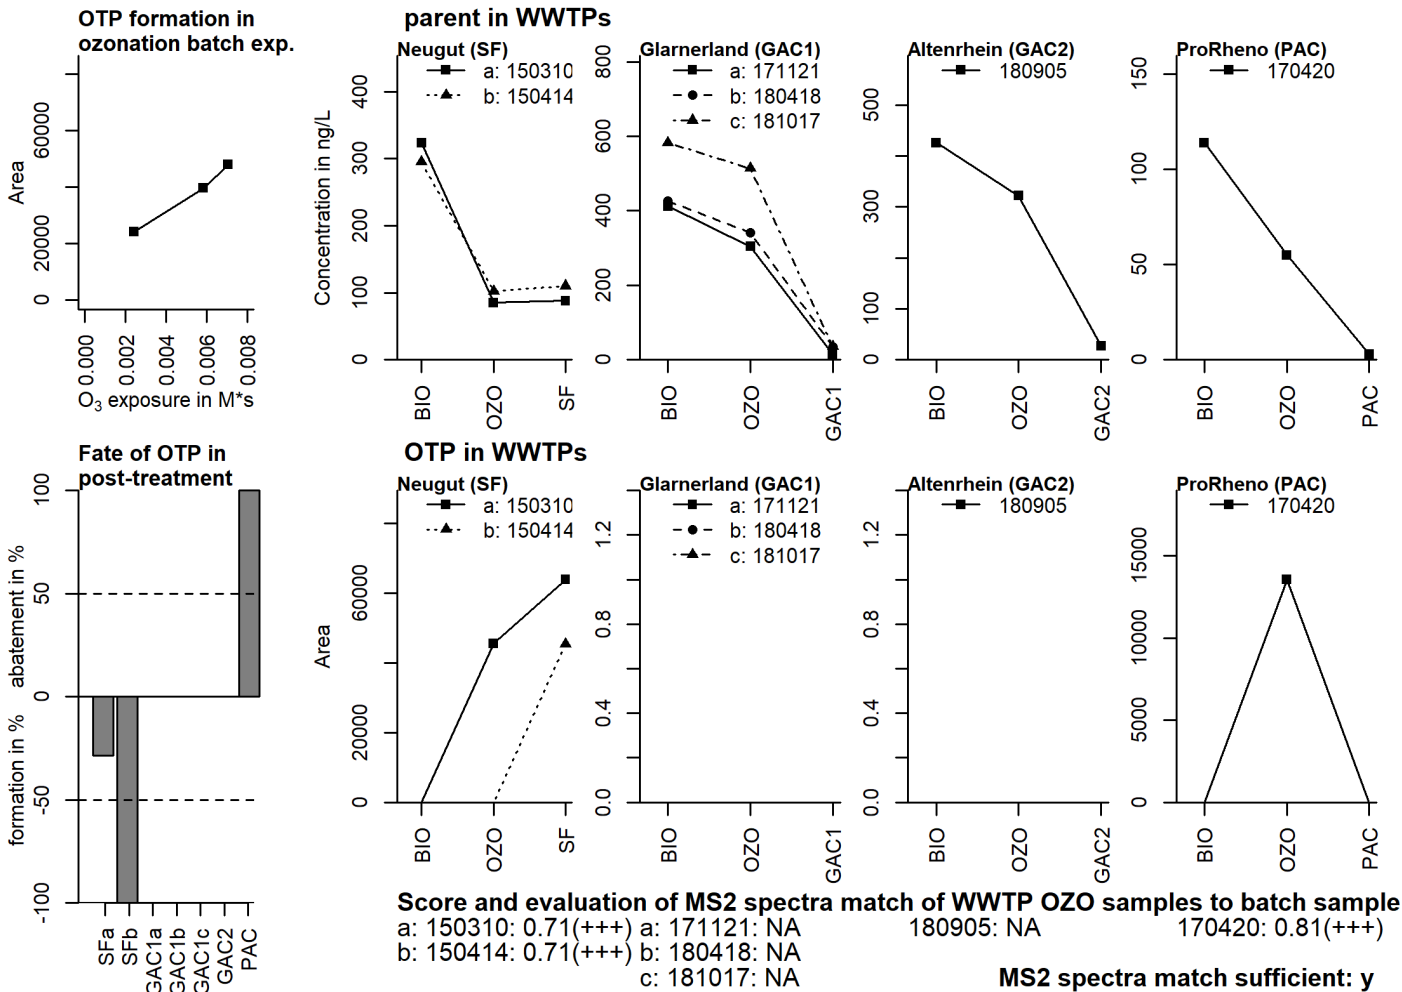 OTP formation in
ozonation batch exp.
Area
0
20000
60000
0.000
0.002
0.004
0.006
0.008
O3 exposure in M*s
parent in WWTPs
Neugut (SF)
a: 150310
b: 150414
Concentration in ng/L
0
100
200
300
400
BIO
OZO
SF
Glarnerland (GAC1)
a: 171121
b: 180418
c: 181017
0
200
400
600
800
BIO
OZO
GAC1
Altenrhein (GAC2)
180905
0
100
300
500
BIO
OZO
GAC2
ProRheno (PAC)
170420
0
50
100
150
BIO
OZO
PAC
Fate of OTP in
post-treatment
formation in % abatement in %
-100
-50
0
50
100
SFa
SFb
GAC1a
GAC1b
GAC1c
GAC2
PAC
OTP in WWTPs
Neugut (SF)
a: 150310
b: 150414
Area
0
20000
60000
BIO
OZO
SF
Glarnerland (GAC1)
a: 171121
b: 180418
c: 181017
0.0
0.4
0.8
1.2
BIO
OZO
GAC1
Altenrhein (GAC2)
180905
0.0
0.4
0.8
1.2
BIO
OZO
GAC2
ProRheno (PAC)
170420
0
5000
10000
15000
BIO
OZO
PAC
Score and evaluation of MS2 spectra match of WWTP OZO samples to batch sample
a: 150310: 0.71(+++) a: 171121: NA 180905: NA 170420: 0.81(+++)
b: 150414: 0.71(+++) b: 180418: NA
c: 181017: NA
MS2 spectra match sufficient: y